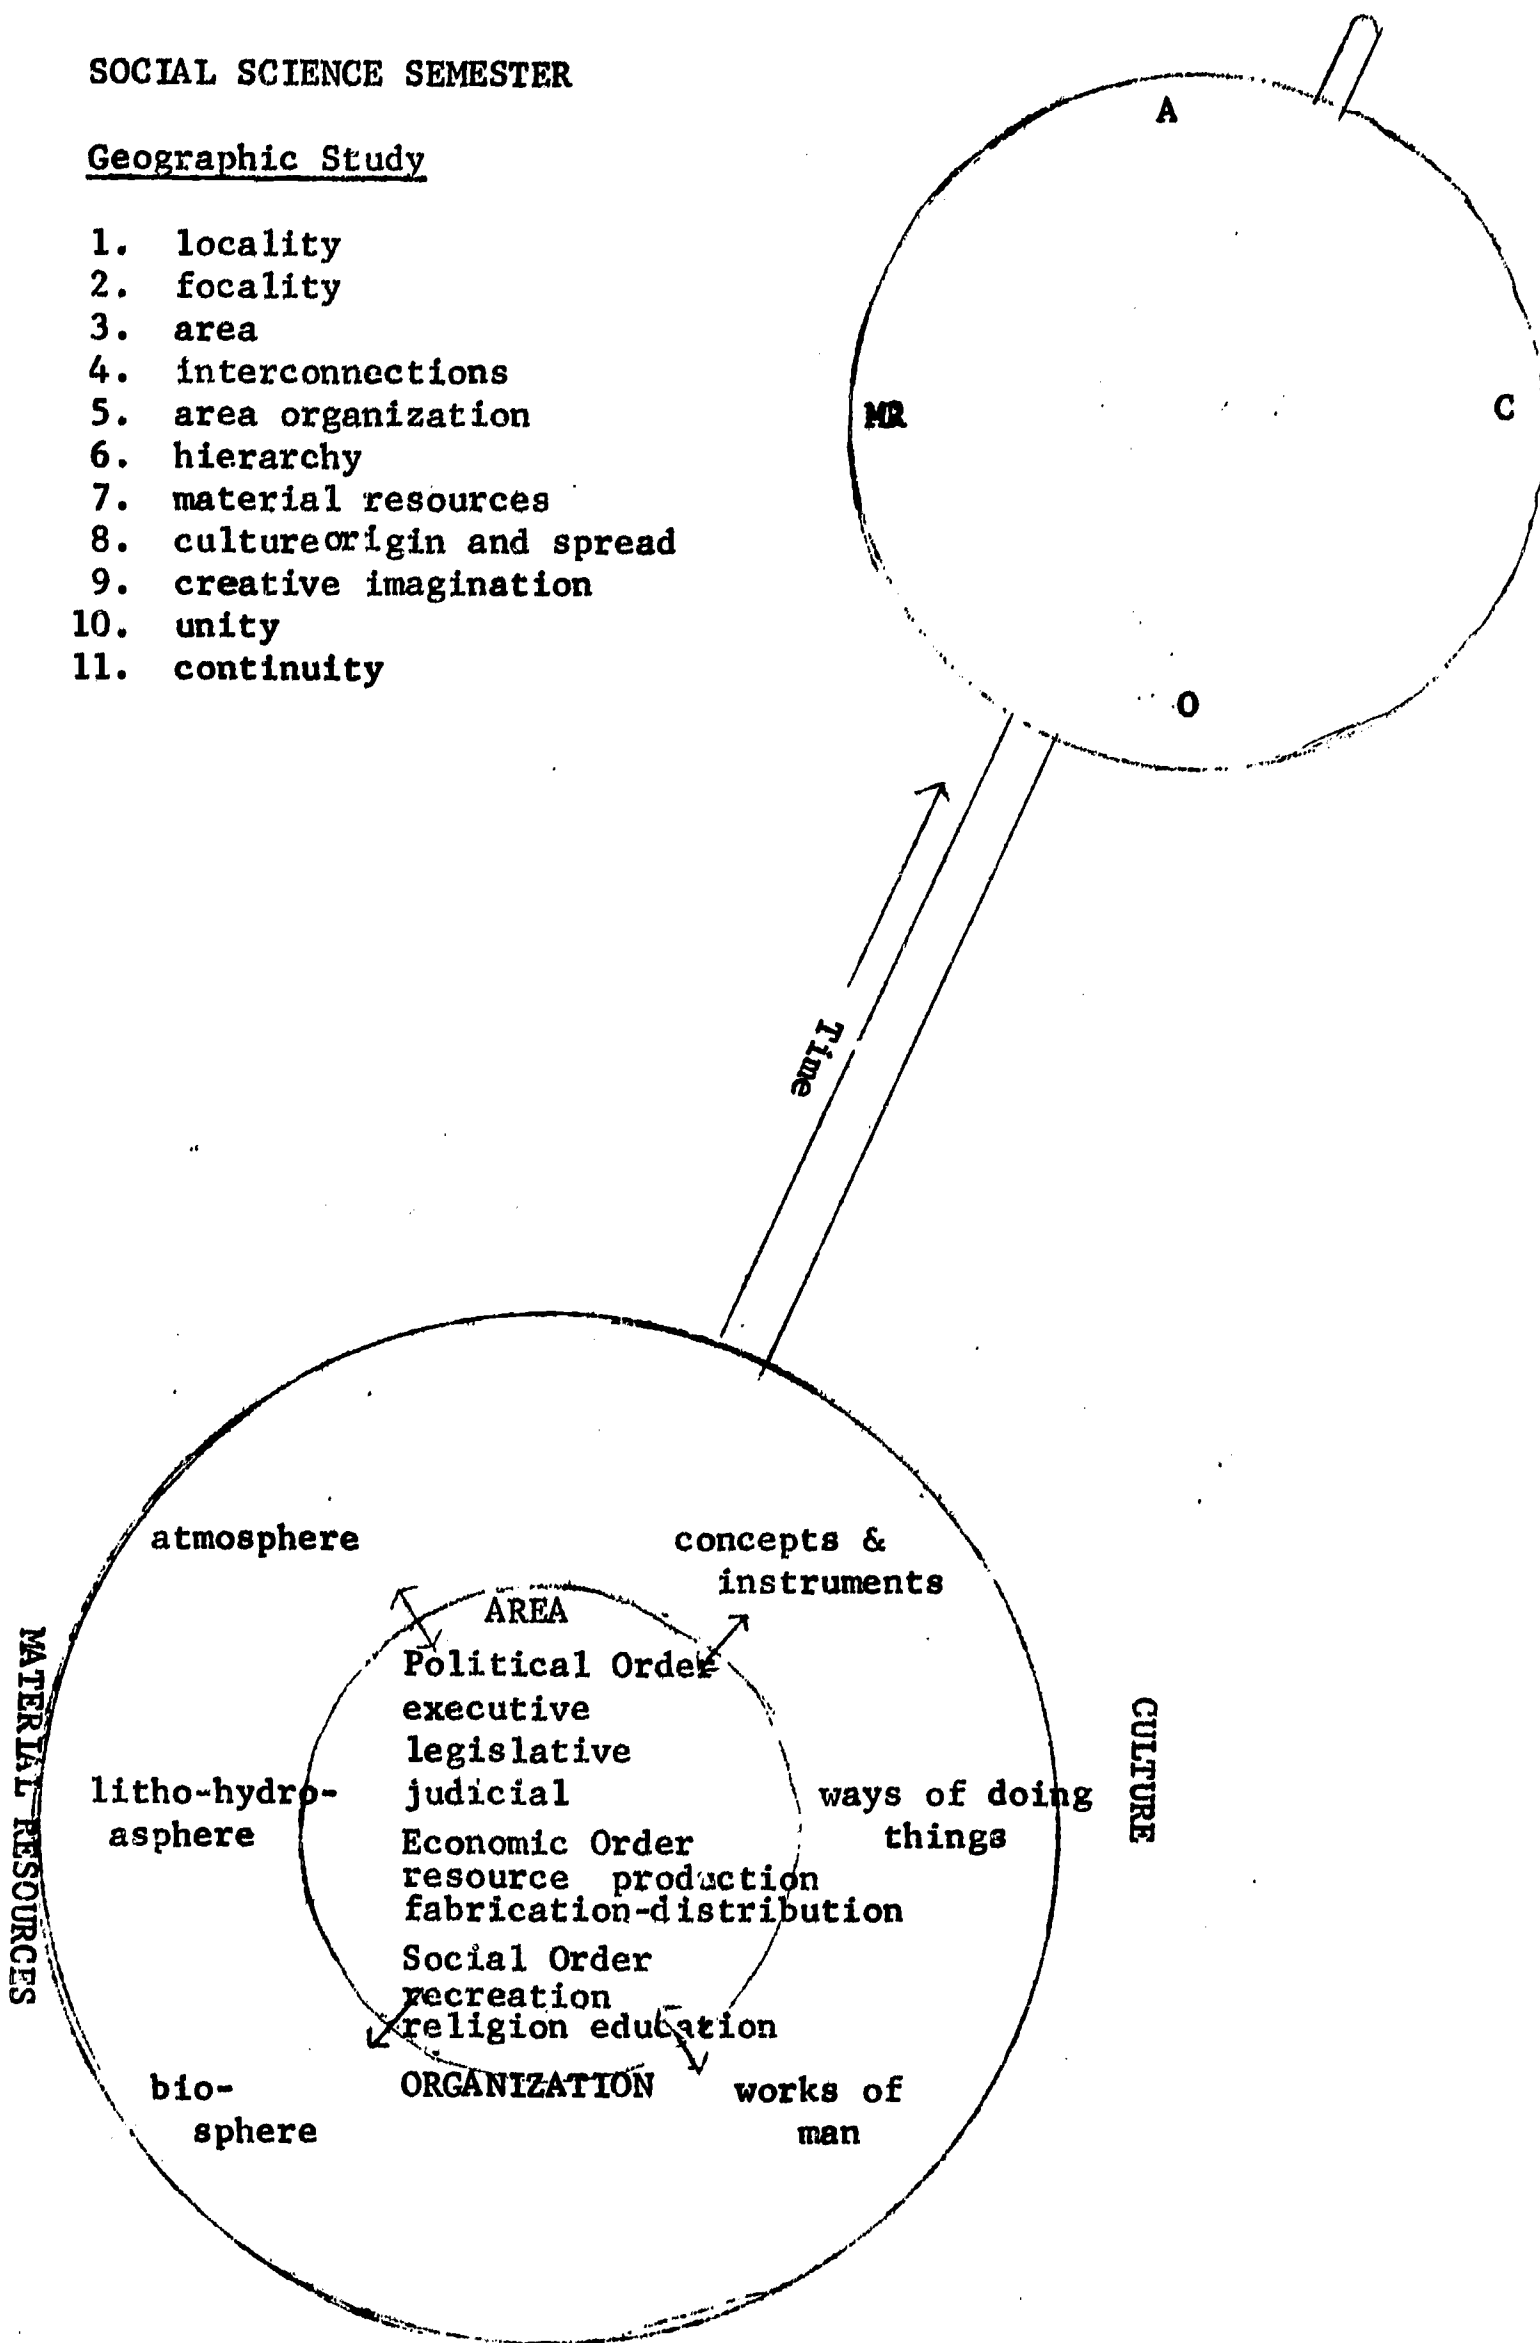 SOCIAL SCIENCE SEMESTER
Geographic Study
1. locality
2. focality
3. area
4. interconnections
5. area organization
6. hierarchy
7. material resources
8. culture origin and spread
9. creative imagination
10. unity
11. continuity
A
MR
C
O
Time
atmosphere
concepts &
instruments
AREA
Political Order
executive
legislative
judicial
litho-hydro-
asphere
ways of doing
things
Economic Order
resource production
fabrication-distribution
Social Order
recreation
religion education
ORGANIZATION
bio-
sphere
works of
man
MATERIAL RESOURCES
CULTURE